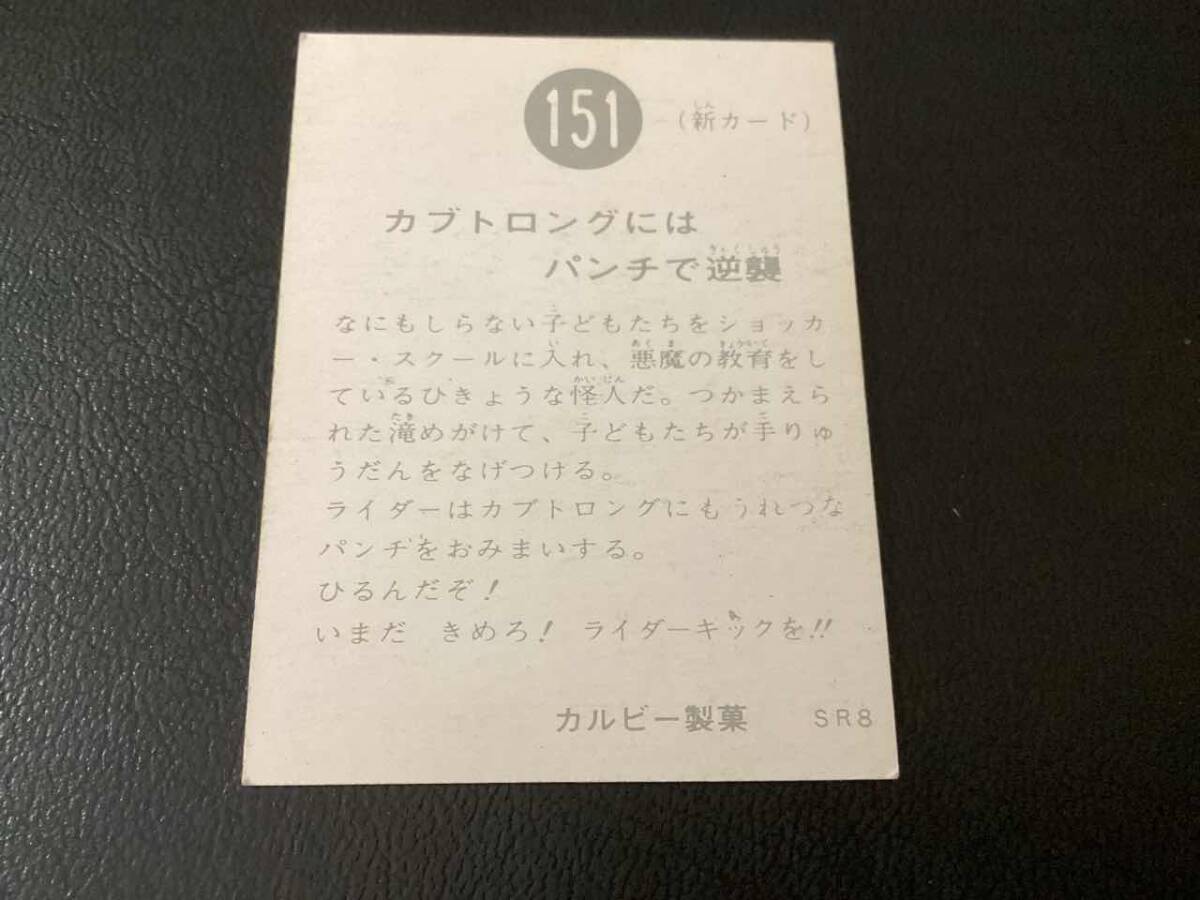 151 (新カード)
カブトロングには
パンチで逆襲
なにもしらない子どもたちをショッカ
ー・スクールに入れ、悪魔の教育をし
ているひきょうな怪人だ。つかまえら
れた滝めがけて、子どもたちが手りゅ
うだんをなげつける。
ライダーはカブトロングにもうれつな
パンチをおみまいする。
ひるんだぞ!
いまだ きめろ! ライダーキックを!!
カルビー製菓 SR8